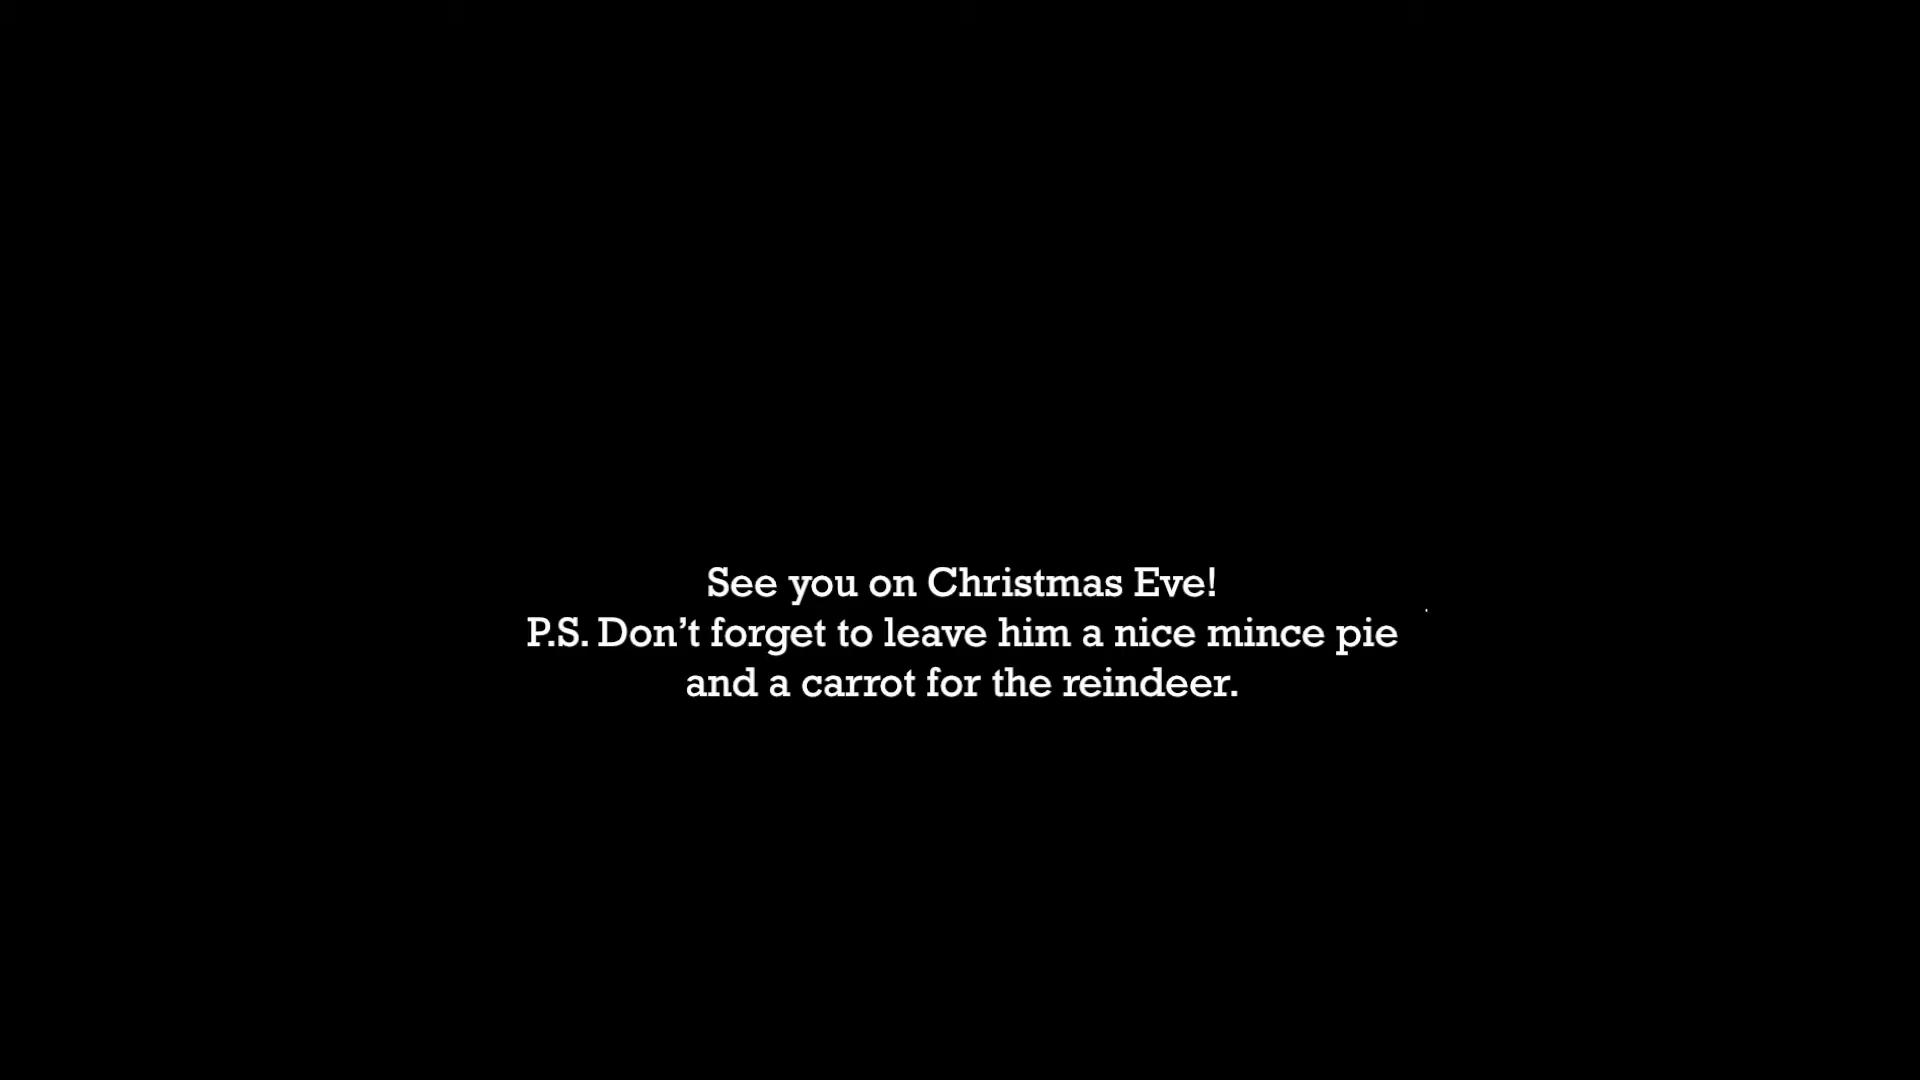 See you on Christmas Eve!
P.S. Don’t forget to leave him a nice mince pie
and a carrot for the reindeer.